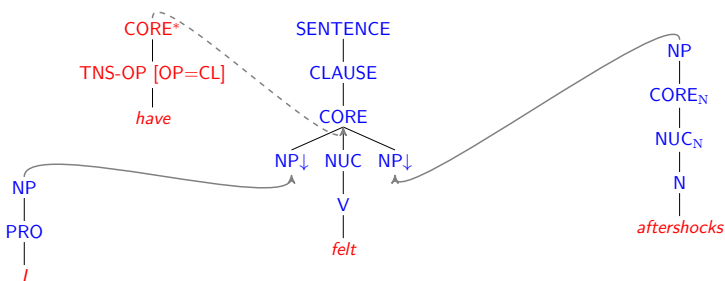 CORE* SENTENCE
NP
TNS-OP [OP=CL] CLAUSE
CORE_N
have CORE
NUC_N
NP↓ NUC NP↓
NP N
V
PRO aftershocks
felt
I